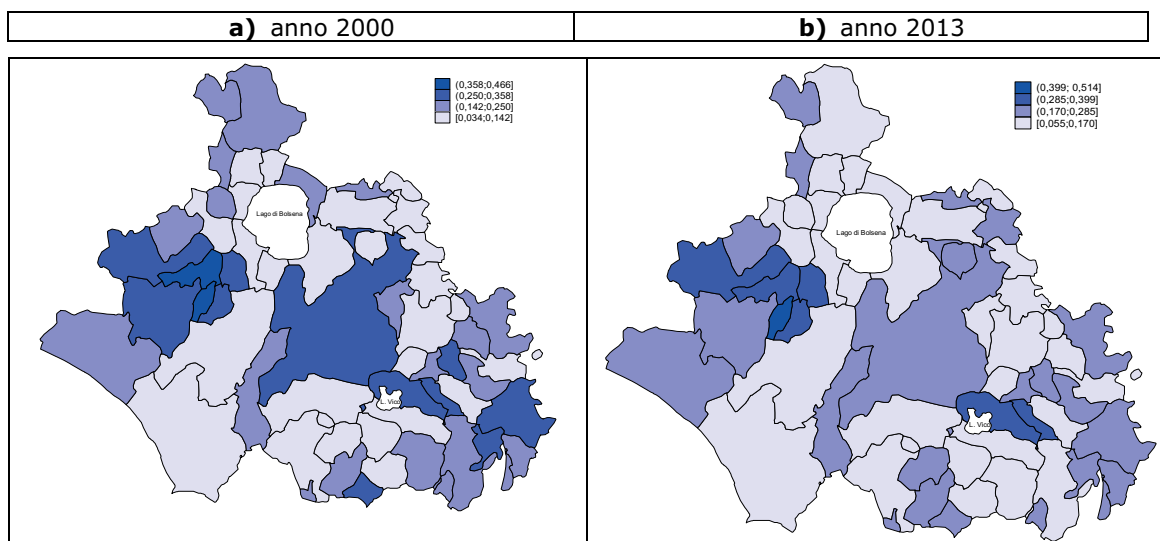 a) anno 2000
b) anno 2013
(0,358;0,466]
(0,250;0,358]
(0,142;0,250]
[0,034;0,142]
Lago di Bolsena
L. Vico
(0,399; 0,514]
(0,285;0,399]
(0,170;0,285]
[0,055;0,170]
Lago di Bolsena
L. Vico